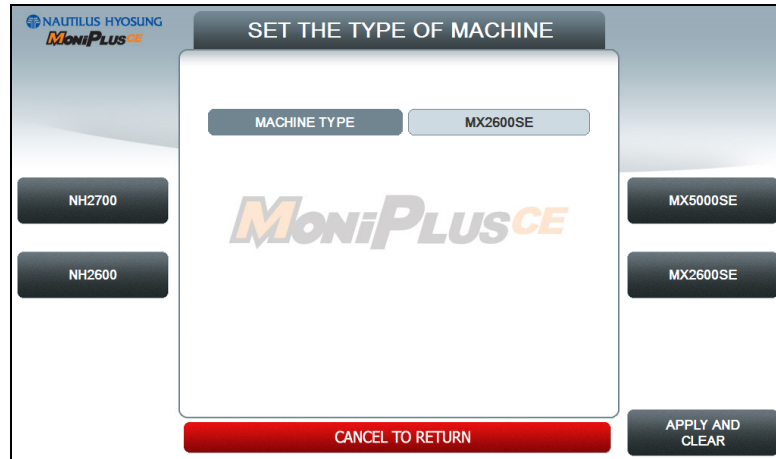 NAUTILUS HYOSUNG
MoniPlusCE
SET THE TYPE OF MACHINE
MACHINE TYPE
MX2600SE
NH2700
MX5000SE
MoniPlusCE
NH2600
MX2600SE
CANCEL TO RETURN
APPLY AND
CLEAR